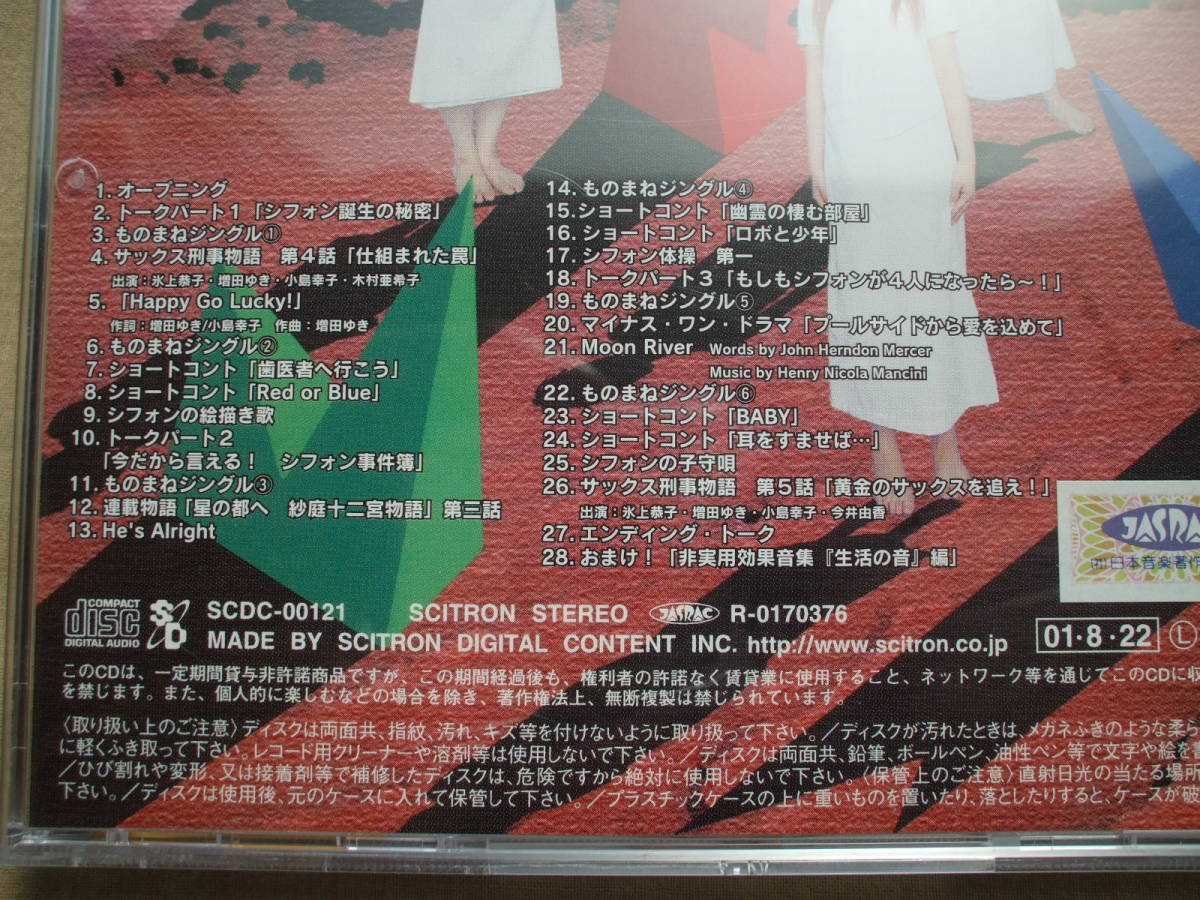 1. オープニング
2. トークパート1「シフォン誕生の秘密」
3. ものまねジングル①
4. サックス刑事物語　第4話「仕組まれた罠」
出演：氷上恭子・増田ゆき・小島幸子・木村亜希子
5. 「Happy Go Lucky!」
作詞：増田ゆき/小島幸子　作曲：増田ゆき
6. ものまねジングル②
7. ショートコント「歯医者へ行こう」
8. ショートコント「Red or Blue」
9. シフォンの絵描き歌
10. トークパート2
「今だから言える！　シフォン事件簿」
11. ものまねジングル③
12. 連載物語「星の都へ　紗庭十二宮物語」第三話
13. He's Alright
14. ものまねジングル④
15. ショートコント「幽霊の棲む部屋」
16. ショートコント「ロボと少年」
17. シフォン体操　第一
18. トークパート3「もしもシフォンが4人になったら～！」
19. ものまねジングル⑤
20. マイナス・ワン・ドラマ「プールサイドから愛を込めて」
21. Moon River　Words by John Herndon Mercer
Music by Henry Nicola Mancini
22. ものまねジングル⑥
23. ショートコント「BABY」
24. ショートコント「耳をすませば…」
25. シフォンの子守唄
26. サックス刑事物語　第5話「黄金のサックスを追え！」
出演：氷上恭子・増田ゆき・小島幸子・今井由香
27. エンディング・トーク
28. おまけ！「非実用効果音集『生活の音』編」
JASRAC
(社)日本音楽著作
COMPACT disc DIGITAL AUDIO SD SCDC-00121 SCITRON STEREO JASRAC R-0170376
MADE BY SCITRON DIGITAL CONTENT INC. http://www.scitron.co.jp 01・8・22 Ⓛ
このCDは、一定期間貸与非許諾商品ですが、この期間経過後も、権利者の許諾なく賃貸業に使用すること、ネットワーク等を通じてこのCDに収
を禁じます。また、個人的に楽しむなどの場合を除き、著作権法上、無断複製は禁じられています。
〈取り扱い上のご注意〉ディスクは両面共、指紋、汚れ、キズ等を付けないように取り扱って下さい。／ディスクが汚れたときは、メガネふきのような柔ら
に軽くふき取って下さい。レコード用クリーナーや溶剤等は使用しないで下さい。／ディスクは両面共、鉛筆、ボールペン、油性ペン等で文字や絵を
／ひび割れや変形、又は接着剤等で補修したディスクは、危険ですから絶対に使用しないで下さい。〈保管上のご注意〉直射日光の当たる場所
下さい。／ディスクは使用後、元のケースに入れて保管して下さい。／プラスチックケースの上に重いものを置いたり、落としたりすると、ケースが破